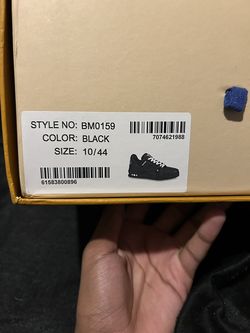 STYLE NO: BM0159
COLOR: BLACK
7074621988
SIZE: 10/44
61583800896